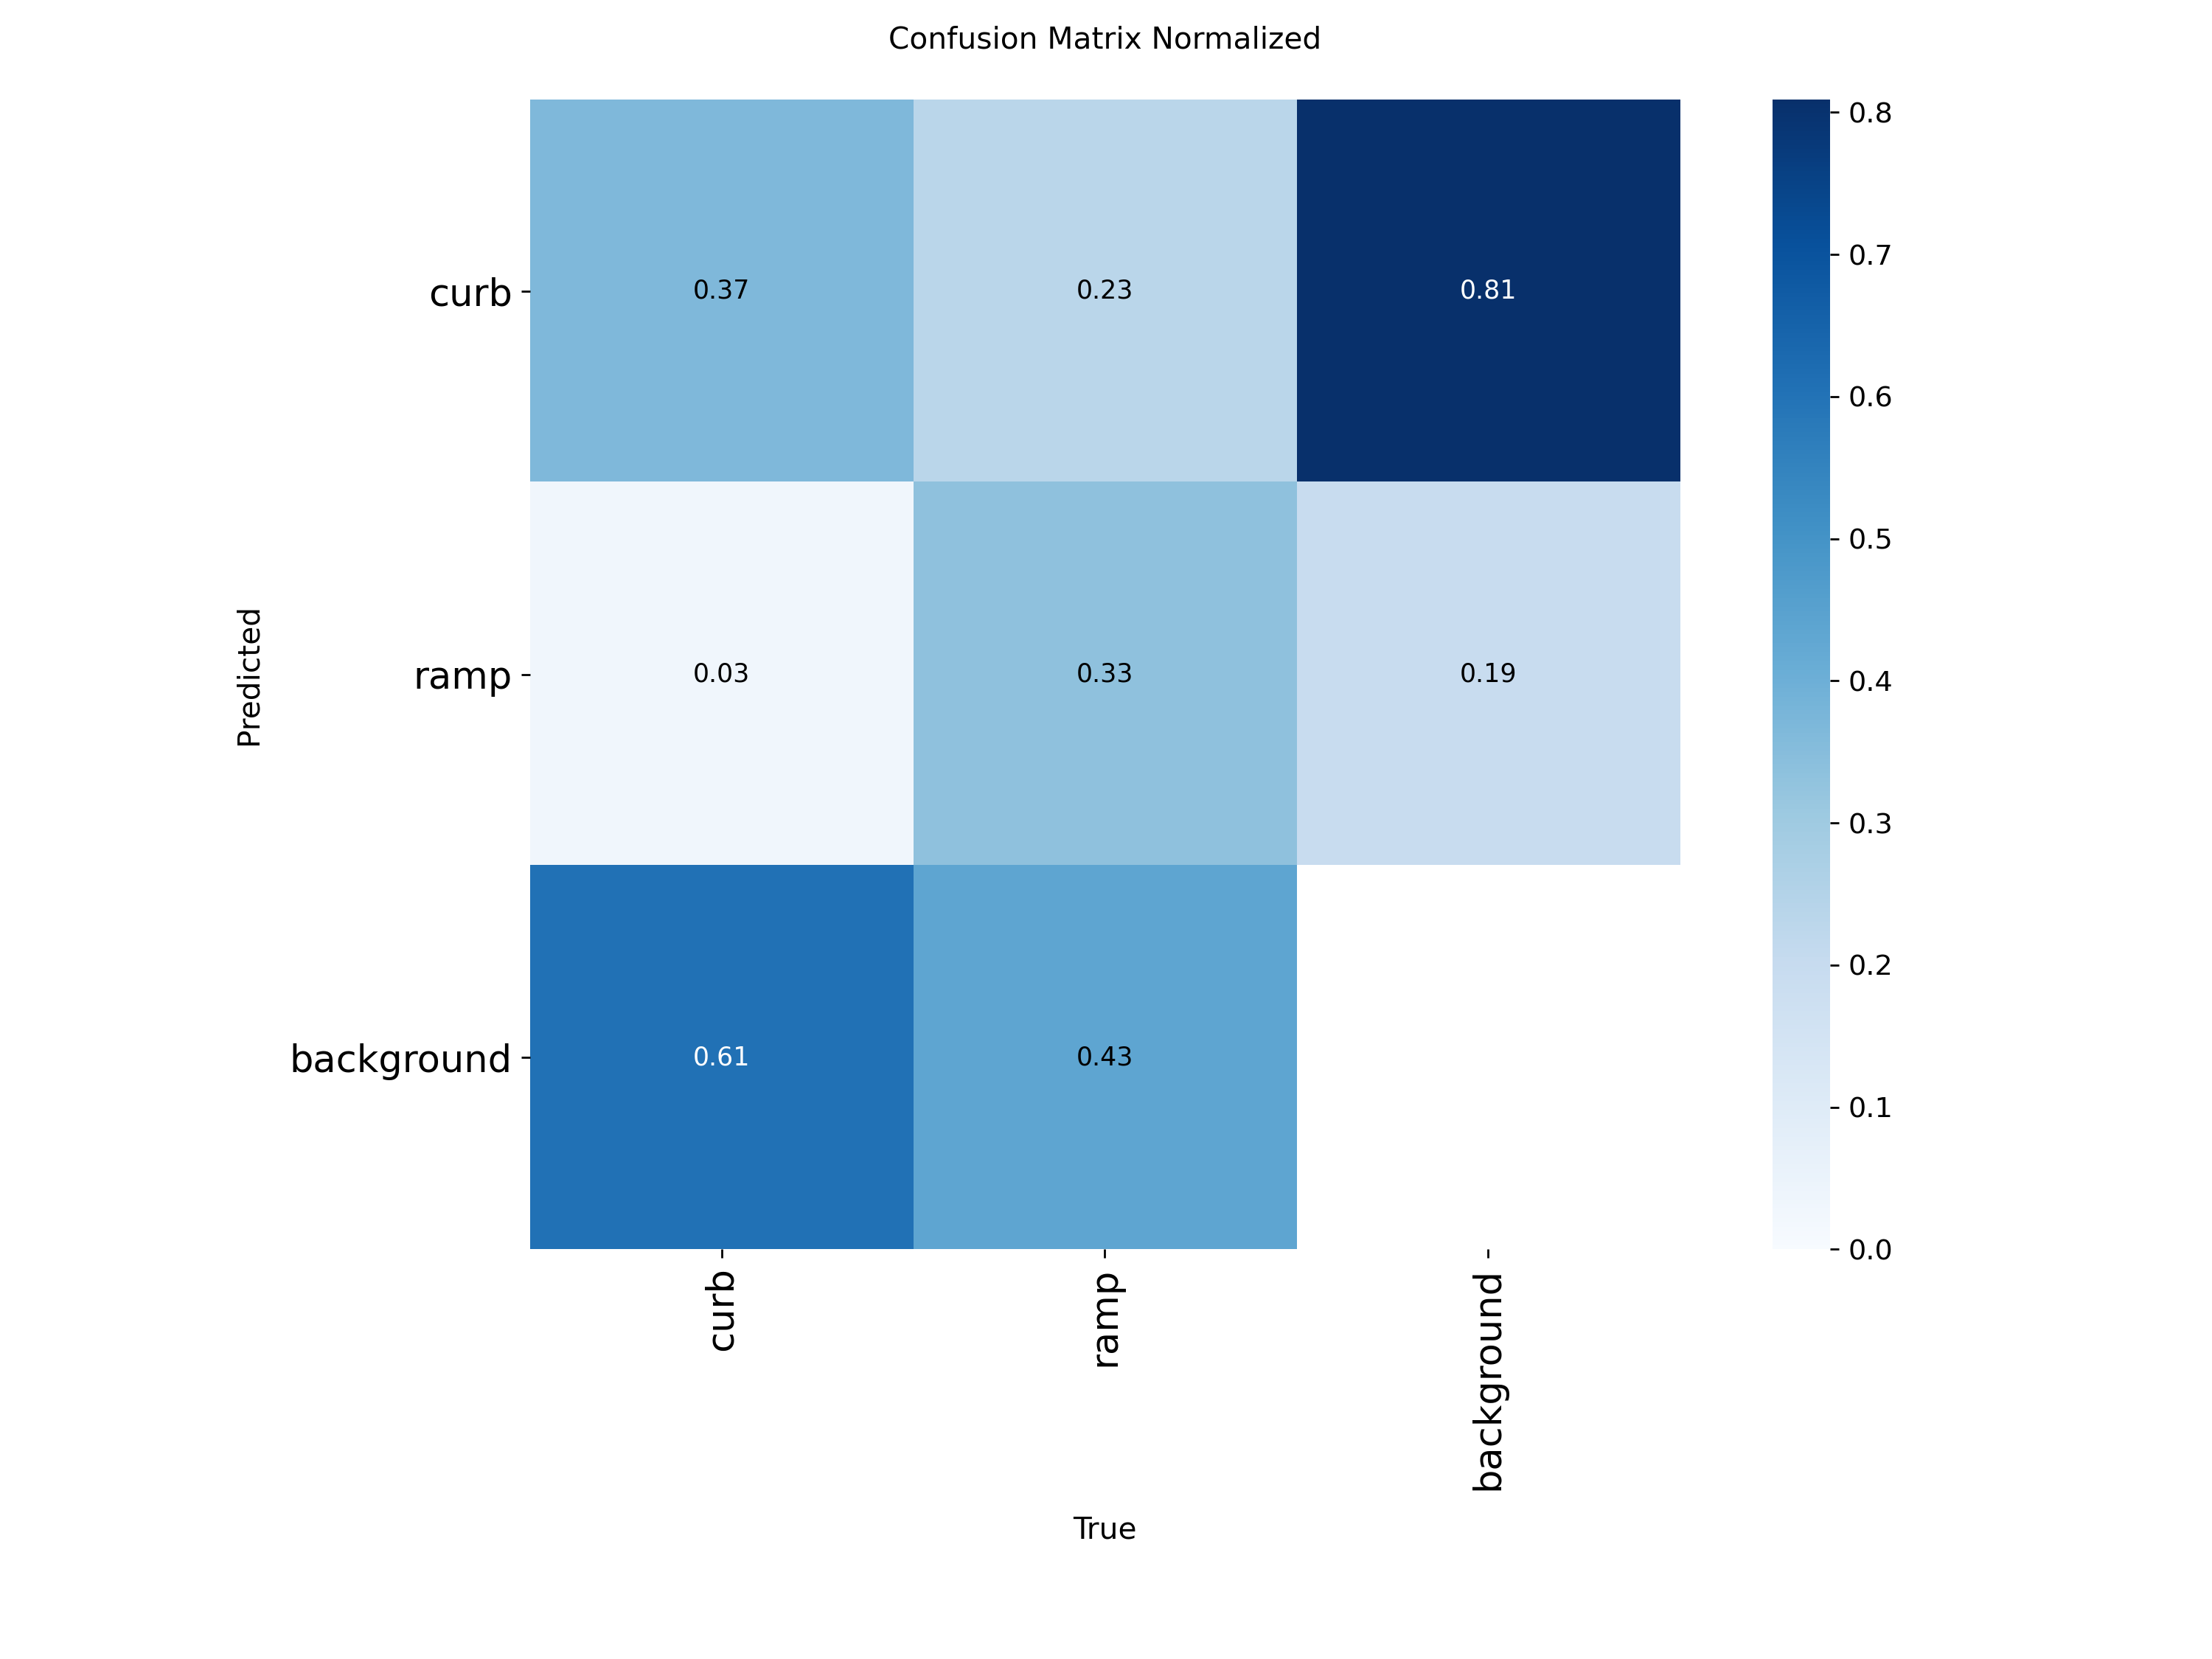 Confusion Matrix Normalized
curb
0.37
0.23
0.81
ramp
0.03
0.33
0.19
background
0.61
0.43
Predicted
curb
ramp
background
True
0.8
0.7
0.6
0.5
0.4
0.3
0.2
0.1
0.0